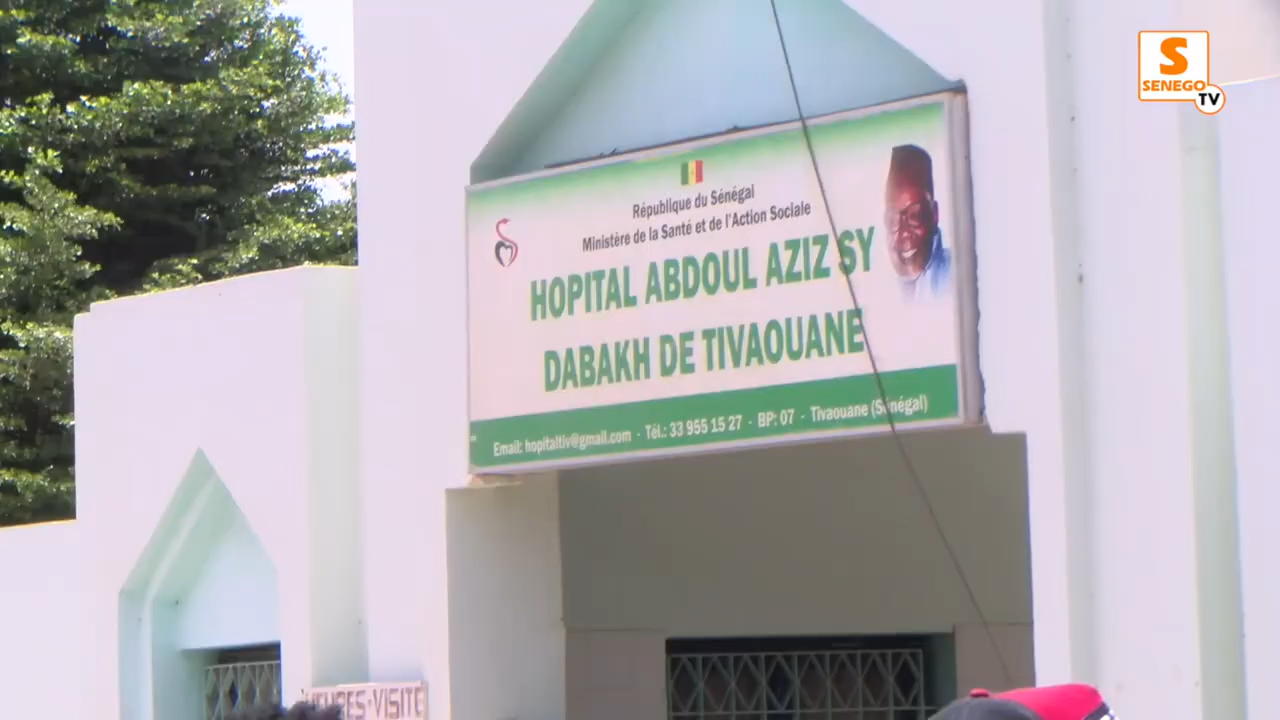 S
SENEGO
TV
République du Sénégal
Ministère de la Santé et de l'Action Sociale
HOPITAL ABDOUL AZIZ SY
DABAKH DE TIVAOUANE
Email: hopitaltiv@gmail.com - Tél.: 33 955 15 27 - BP: 07 - Tivaouane (Sénégal)
HEURES-VISITE